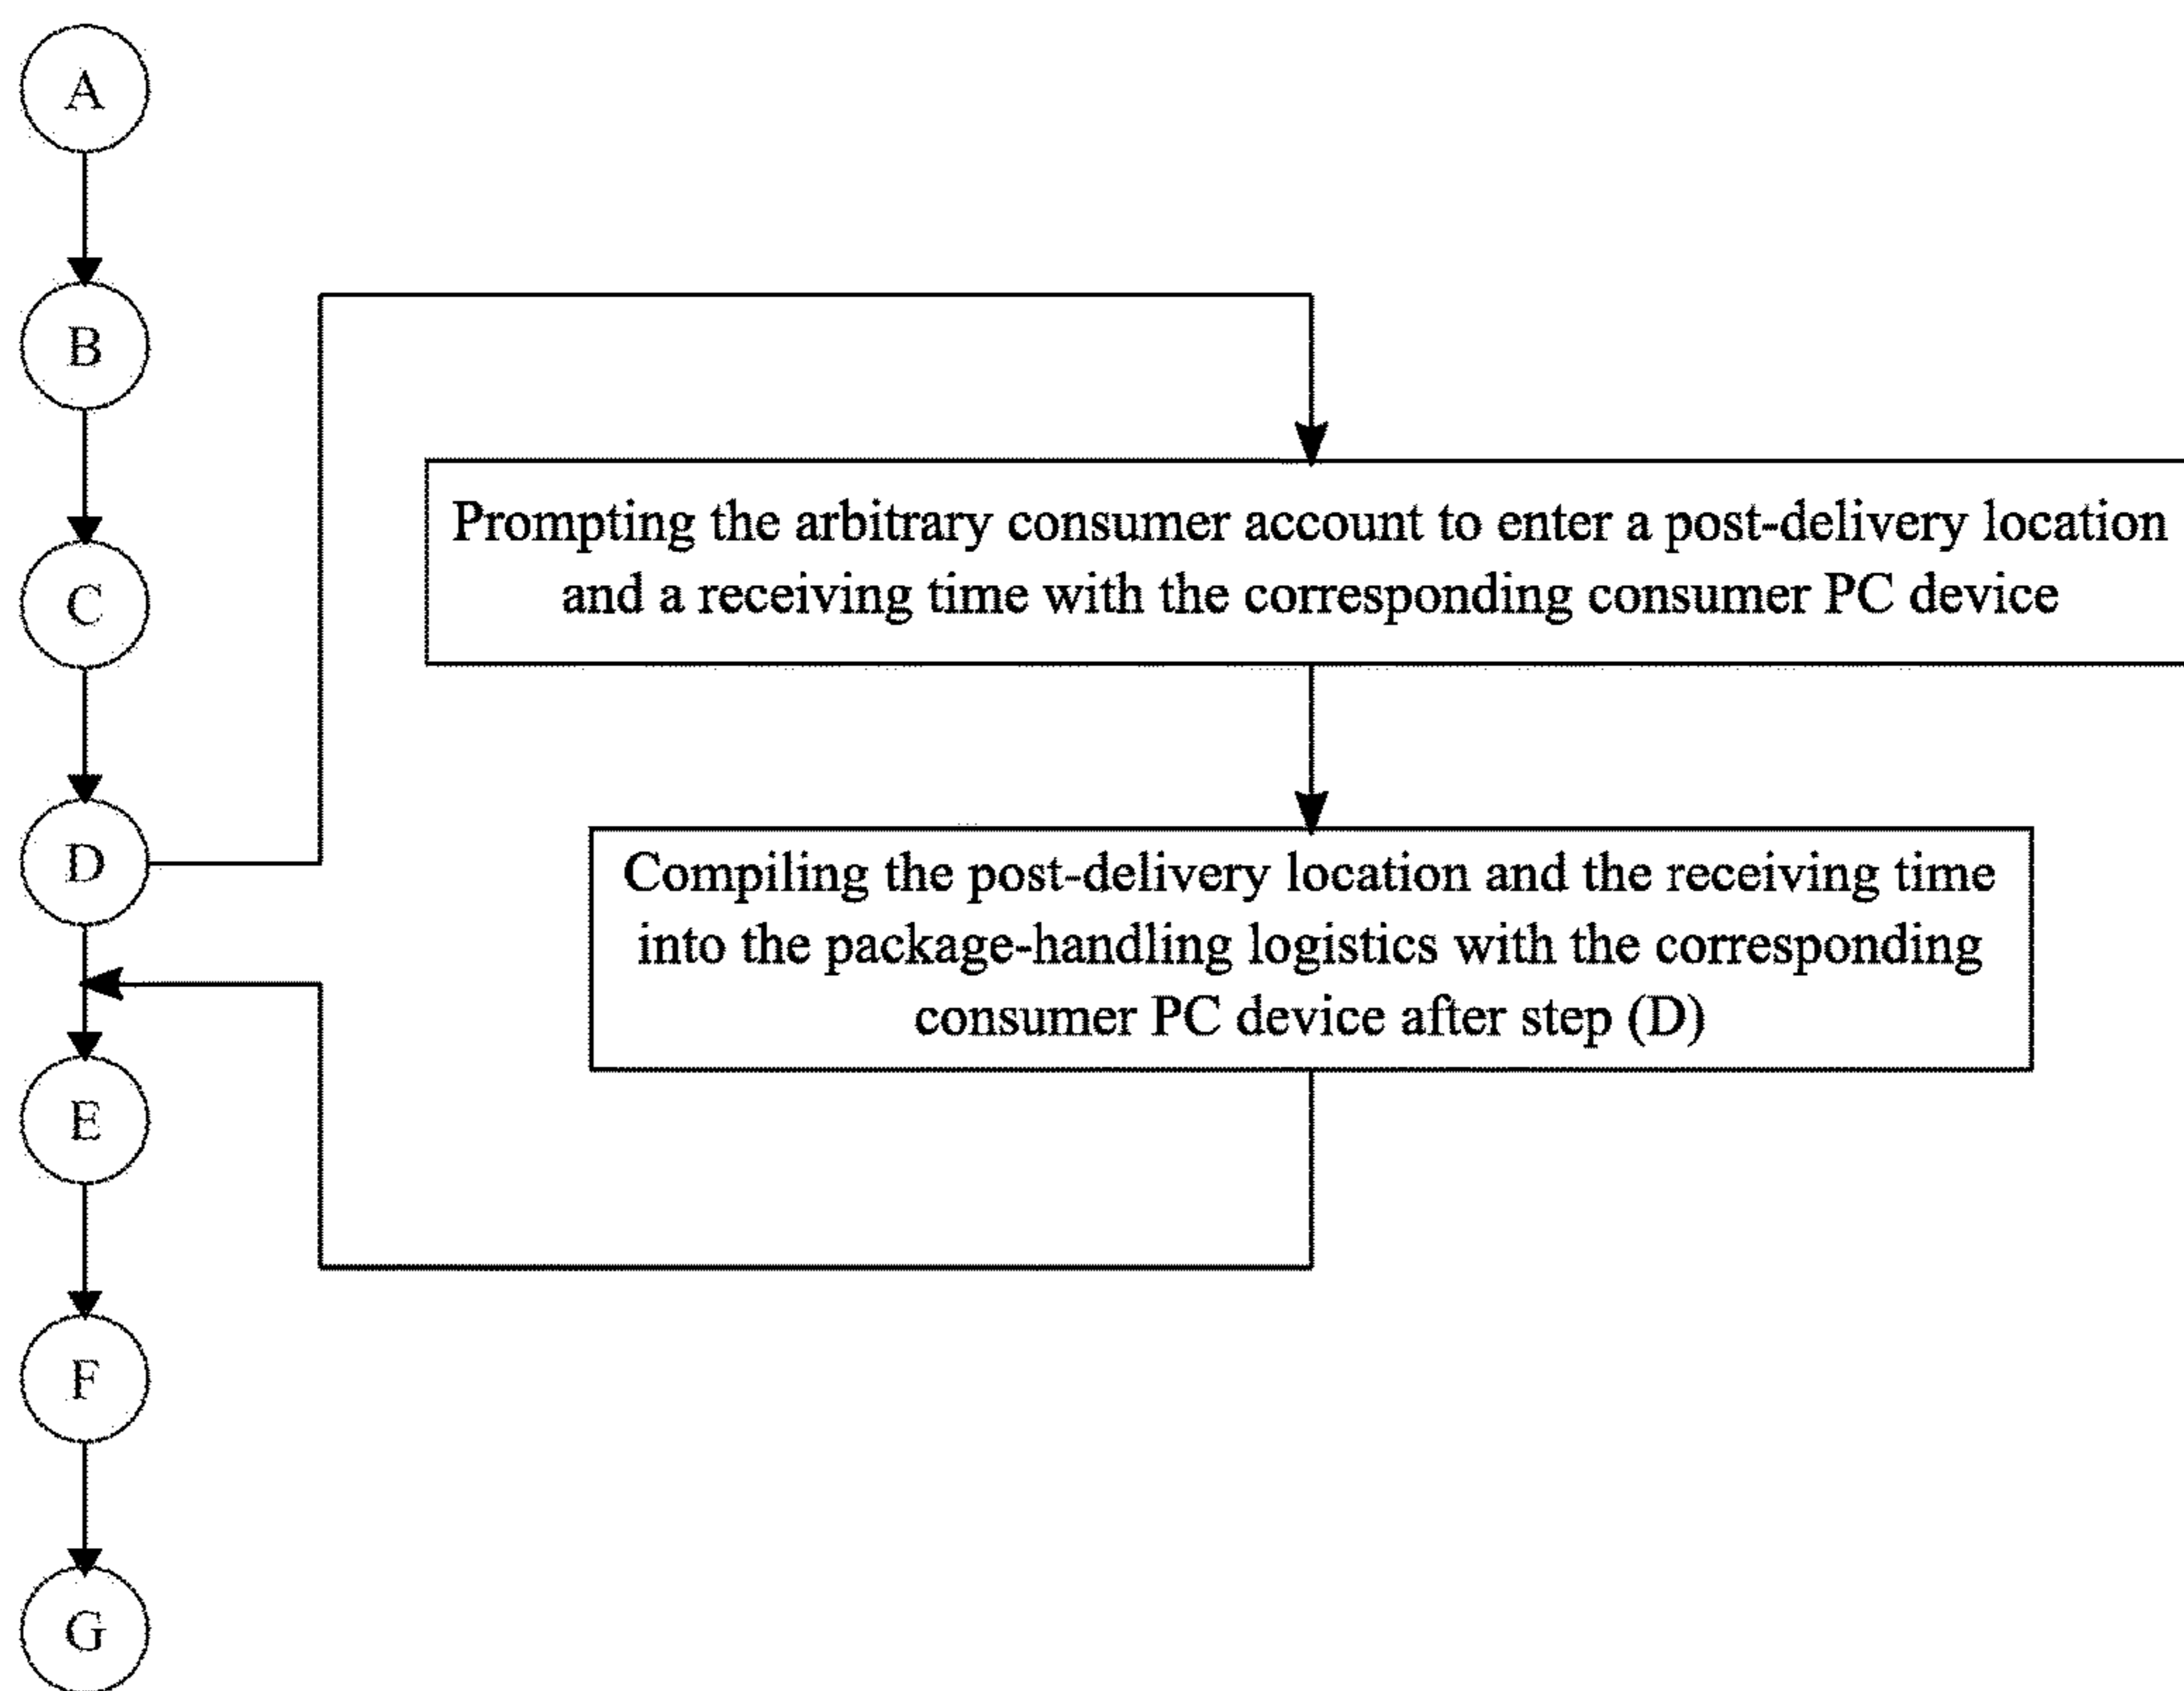 A
B
C
D
E
F
G
Prompting the arbitrary consumer account to enter a post-delivery location
and a receiving time with the corresponding consumer PC device
Compiling the post-delivery location and the receiving time
into the package-handling logistics with the corresponding
consumer PC device after step (D)